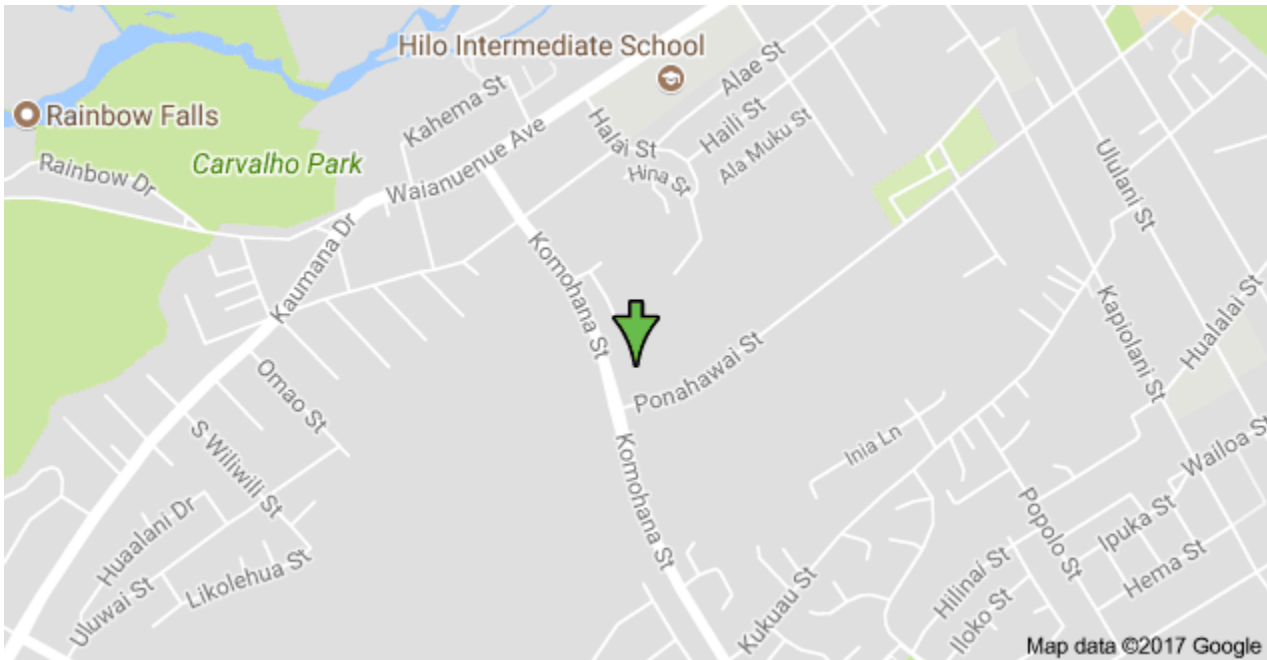 Hilo Intermediate School
Alae St
Kahema St
Rainbow Falls
Halai St
Haili St
Ala Muku St
Carvalho Park
Waianuenue Ave
Hina St
Rainbow Dr
Ululani St
Kaumana Dr
Komohana St
Kapiolani St
Hualalai St
Ponahawai St
Omao St
S Wiliwili St
Komohana St
Inia Ln
Wailoa St
Huaalani Dr
Popolo St
Ipuka St
Likolehua St
Uluwai St
Kukuau St
Hilinai St
Hema St
Iloko St
Map data ©2017 Google